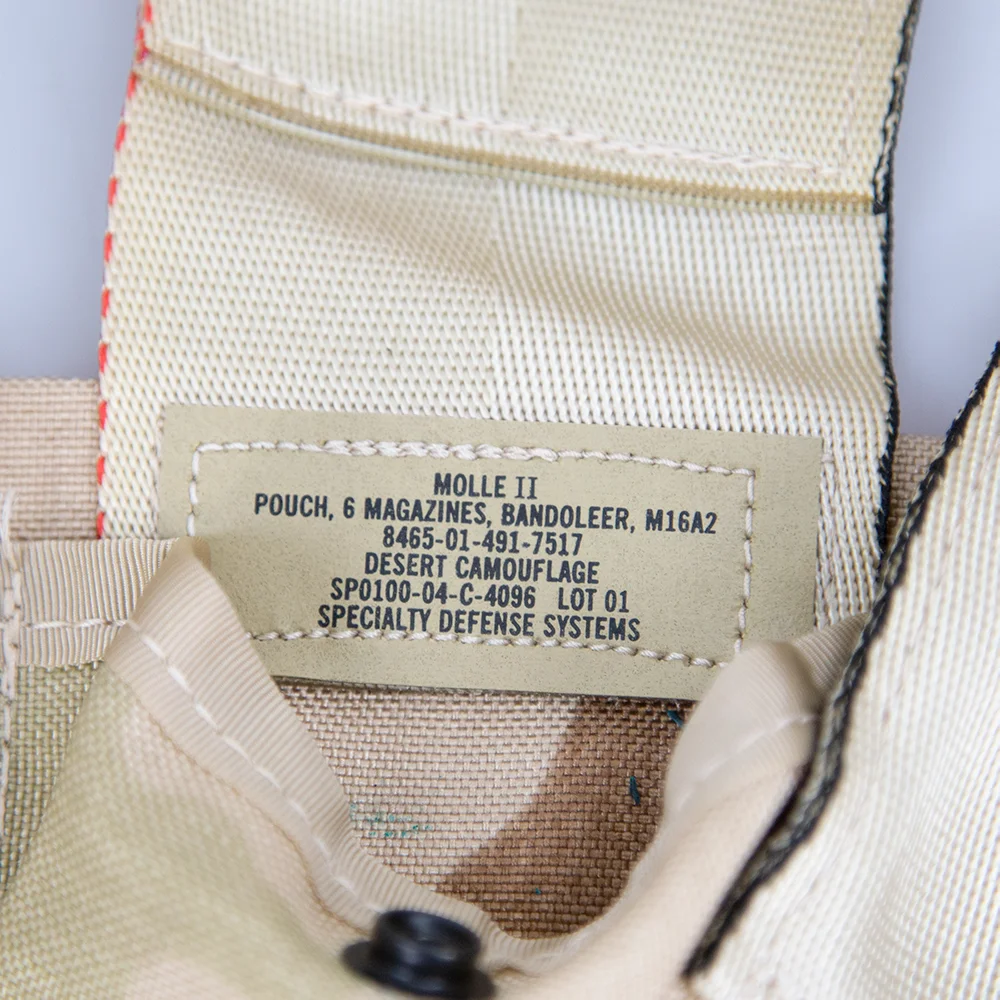 MOLLE II
POUCH, 6 MAGAZINES, BANDOLEER, M16A2
8465-01-491-7517
DESERT CAMOUFLAGE
SPO100-04-C-4096 LOT 01
SPECIALTY DEFENSE SYSTEMS